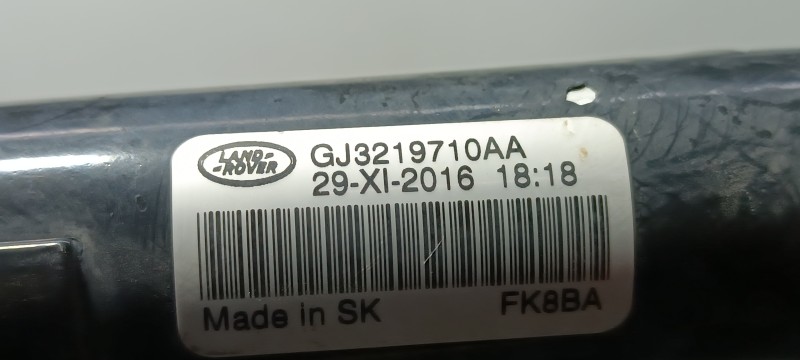 LAND-
-ROVER
GJ3219710AA
29-XI-2016 18:18
Made in SK FK8BA